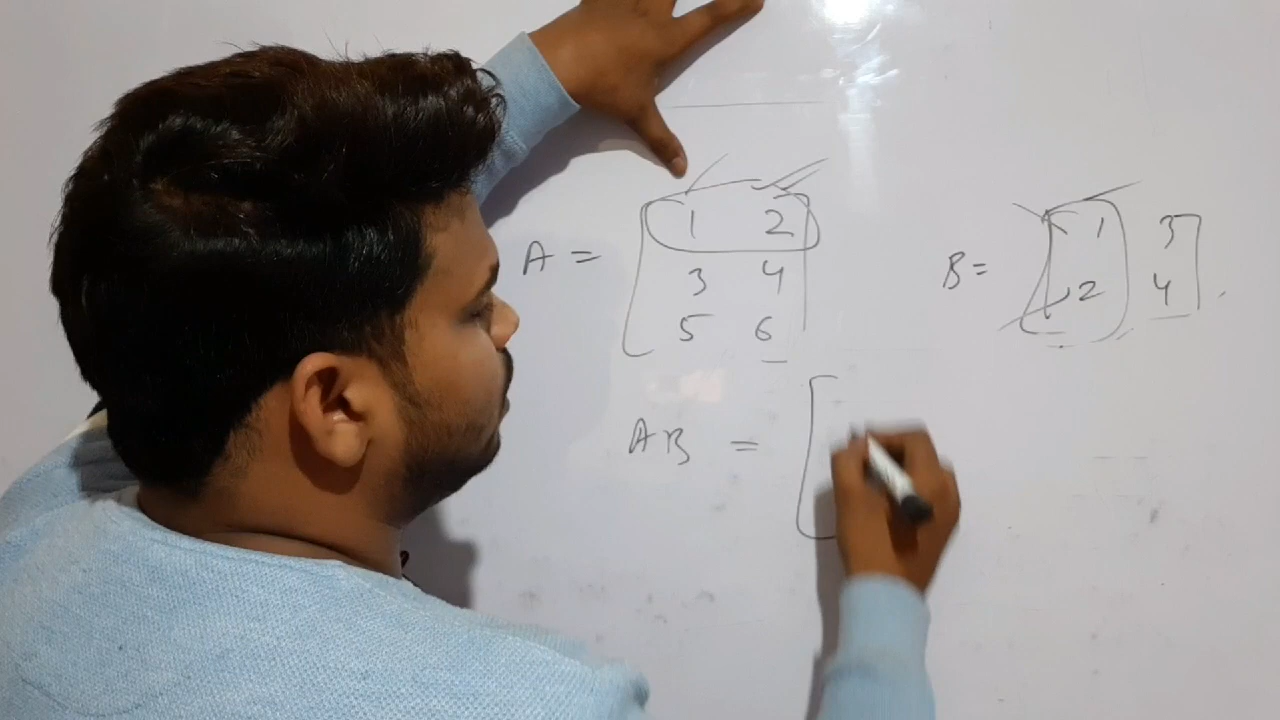 A = [ 1 2
3 4
5 6 ]
B = [ 1 3
2 4 ] .
AB = [